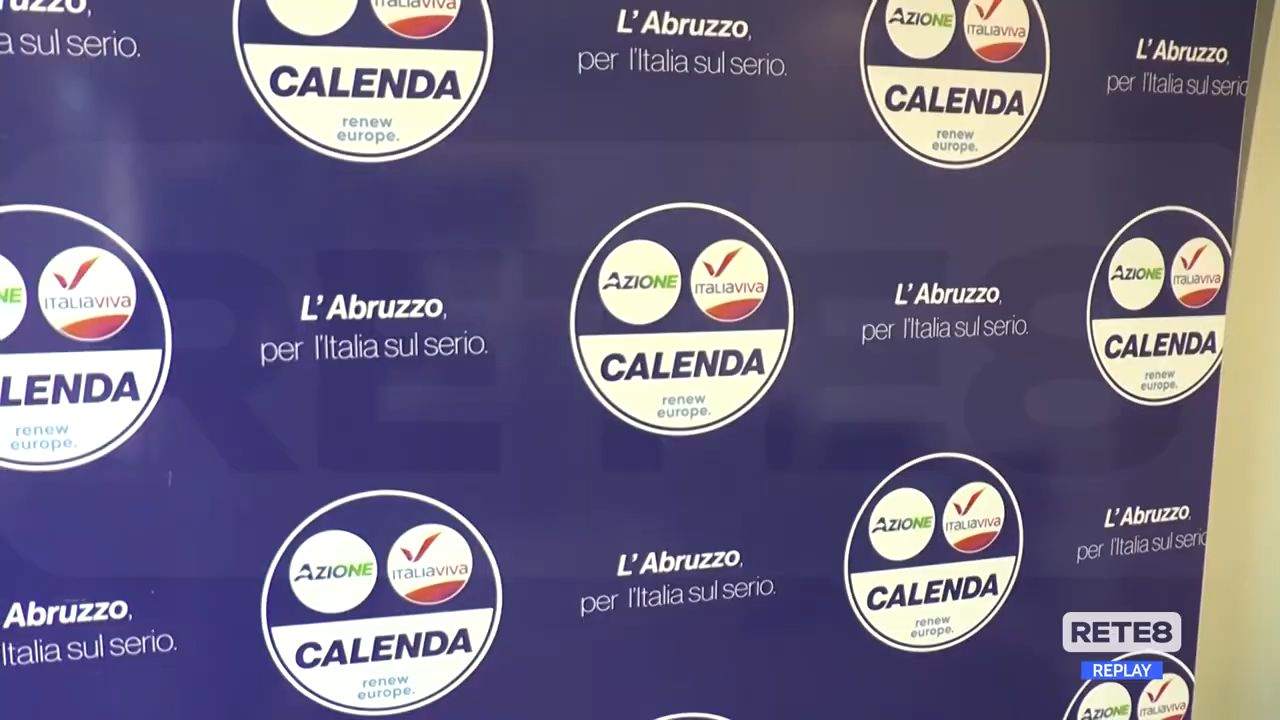 ITALIAVIVA
CALENDA
renew
europe.
L'Abruzzo,
per l'Italia sul serio.
AZIONE
ITALIAVIVA
CALENDA
renew
europe.
L'Abruzzo,
per l'Italia sul serio
a sul serio.
ITALIAVIVA
LENDA
renew
europe.
L'Abruzzo,
per l'Italia sul serio.
AZIONE
ITALIAVIVA
CALENDA
renew
europe.
L'Abruzzo,
per l'Italia sul serio.
AZIONE
ITALIAVIVA
CALENDA
renew
europe.
Abruzzo,
Italia sul serio.
AZIONE
ITALIAVIVA
CALENDA
renew
europe.
L'Abruzzo,
per l'Italia sul serio.
AZIONE
ITALIAVIVA
CALENDA
renew
europe.
L'Abruzzo,
per l'Italia sul serio
RETE8
REPLAY
AZIONE
ITALIAVIVA
RETE8